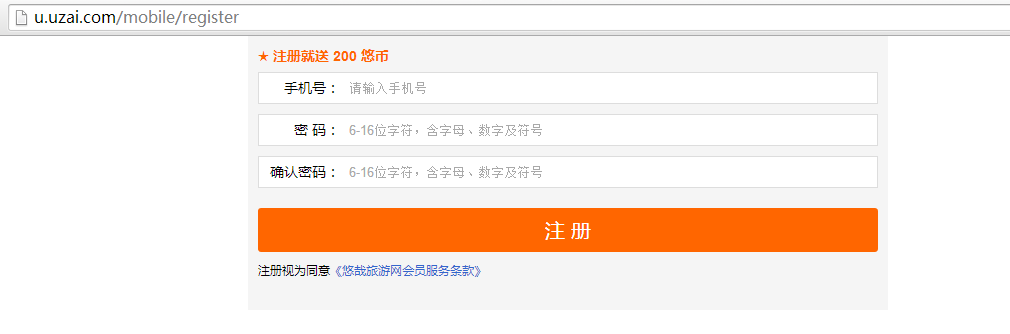 u.uzai.com/mobile/register
★ 注册就送 200 悠币
手机号： 请输入手机号
密 码： 6-16位字符，含字母、数字及符号
确认密码： 6-16位字符，含字母、数字及符号
注 册
注册视为同意《悠哉旅游网会员服务条款》